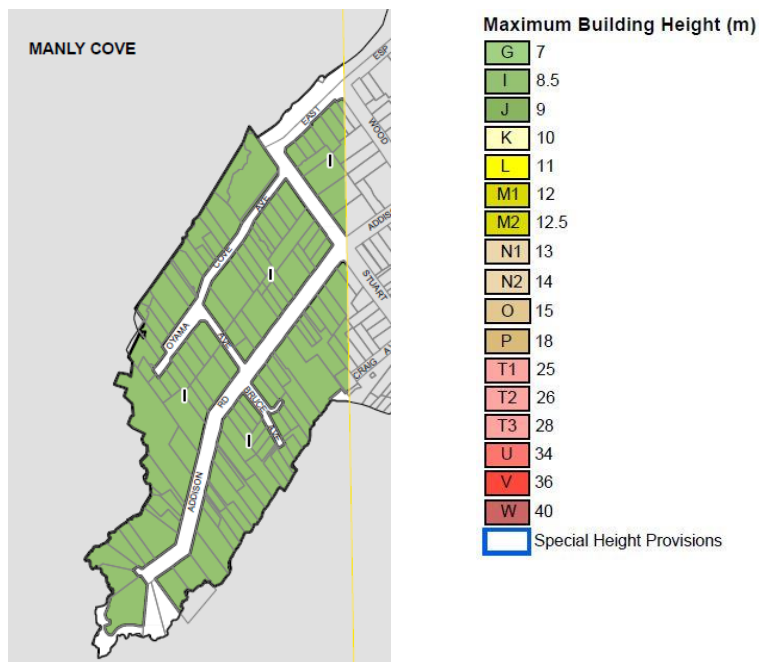 MANLY COVE
ESP
EAST
WOOD
I
AVE
ADDIS
COVE
I
STUART
OYAMA
AVE
CRAIG
A
I
BRUCE
RD
AVE
I
ADDISON
Maximum Building Height (m)
G 7
I 8.5
J 9
K 10
L 11
M1 12
M2 12.5
N1 13
N2 14
O 15
P 18
T1 25
T2 26
T3 28
U 34
V 36
W 40
Special Height Provisions